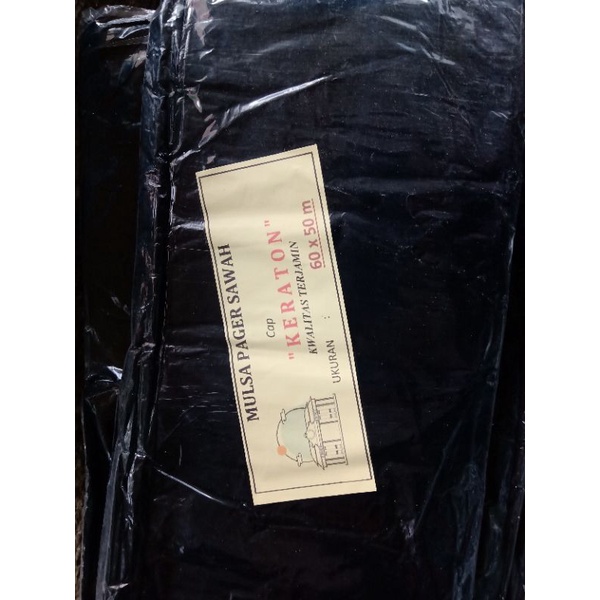 MULSA PAGER SAWAH
Cap
"KERATON"
KWALITAS TERJAMIN
UKURAN : 60 x 50 m